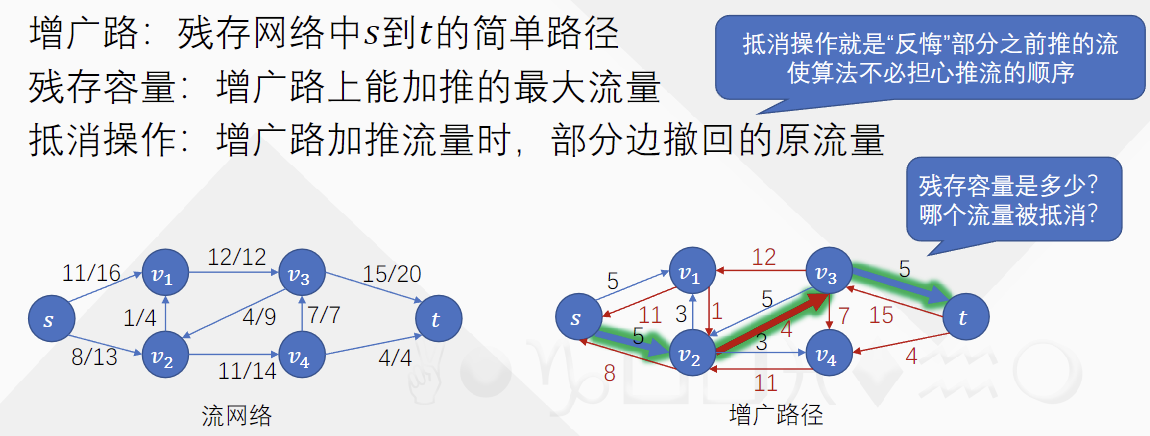 增广路：残存网络中s到t的简单路径
残存容量：增广路上能加推的最大流量
抵消操作：增广路加推流量时，部分边撤回的原流量
抵消操作就是“反悔”部分之前推的流
使算法不必担心推流的顺序
残存容量是多少？
哪个流量被抵消？
11/16
v₁
12/12
v₃
15/20
s
1/4
4/9
7/7
t
8/13
v₂
11/14
v₄
4/4
流网络
5
v₁
12
v₃
5
s
11
3
1
5
4
7
15
t
5
8
v₂
3
v₄
4
11
增广路径